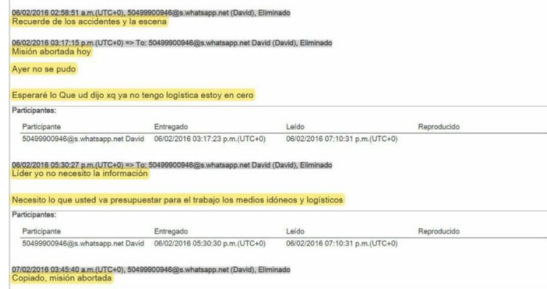 06/02/2016 02:58:51 a.m.(UTC+0), 50499900946@s.whatsapp.net (David), Eliminado
Recuerde de los accidentes y la escena
06/02/2016 03:17:15 p.m.(UTC+0) => To: 50499900946@s.whatsapp.net David (David), Eliminado
Misión abortada hoy
Ayer no se pudo
Esperaré lo Que ud dijo xq ya no tengo logística estoy en cero
Participantes:
Participante Entregado Leído Reproducido
50499900946@s.whatsapp.net David 06/02/2016 03:17:23 p.m.(UTC+0) 06/02/2016 07:10:31 p.m.(UTC+0)
06/02/2016 05:30:27 p.m.(UTC+0) => To: 50499900946@s.whatsapp.net David (David), Eliminado
Líder yo no necesito la información
Necesito lo que usted va presupuestar para el trabajo los medios idóneos y logísticos
Participantes:
Participante Entregado Leído Reproducido
50499900946@s.whatsapp.net David 06/02/2016 05:30:30 p.m.(UTC+0) 06/02/2016 07:10:31 p.m.(UTC+0)
07/02/2016 03:45:40 a.m.(UTC+0), 50499900946@s.whatsapp.net (David), Eliminado
Copiado, misión abortada